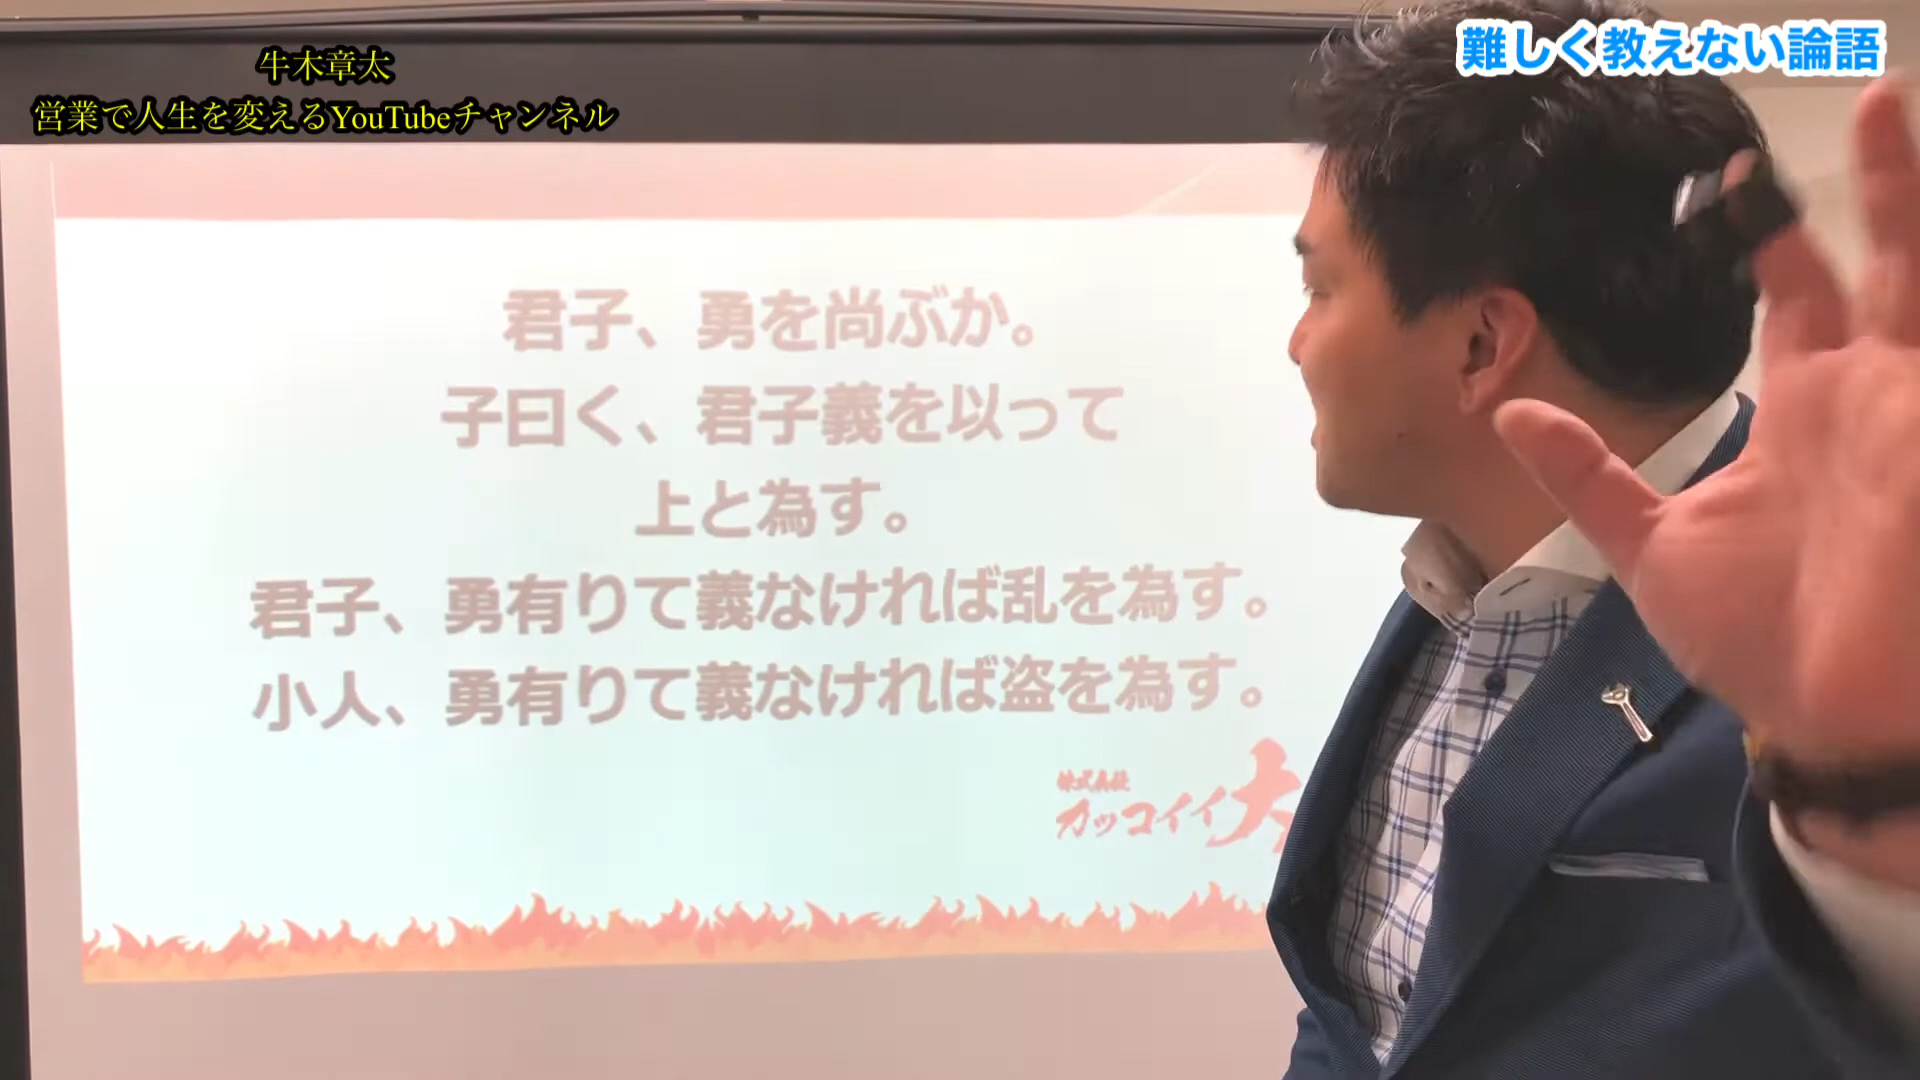 牛木章太
営業で人生を変えるYouTubeチャンネル
難しく教えない論語
君子、勇を尚ぶか。
子曰く、君子義を以って
上と為す。
君子、勇有りて義なければ乱を為す。
小人、勇有りて義なければ盗を為す。
株式会社
カッコイイ大